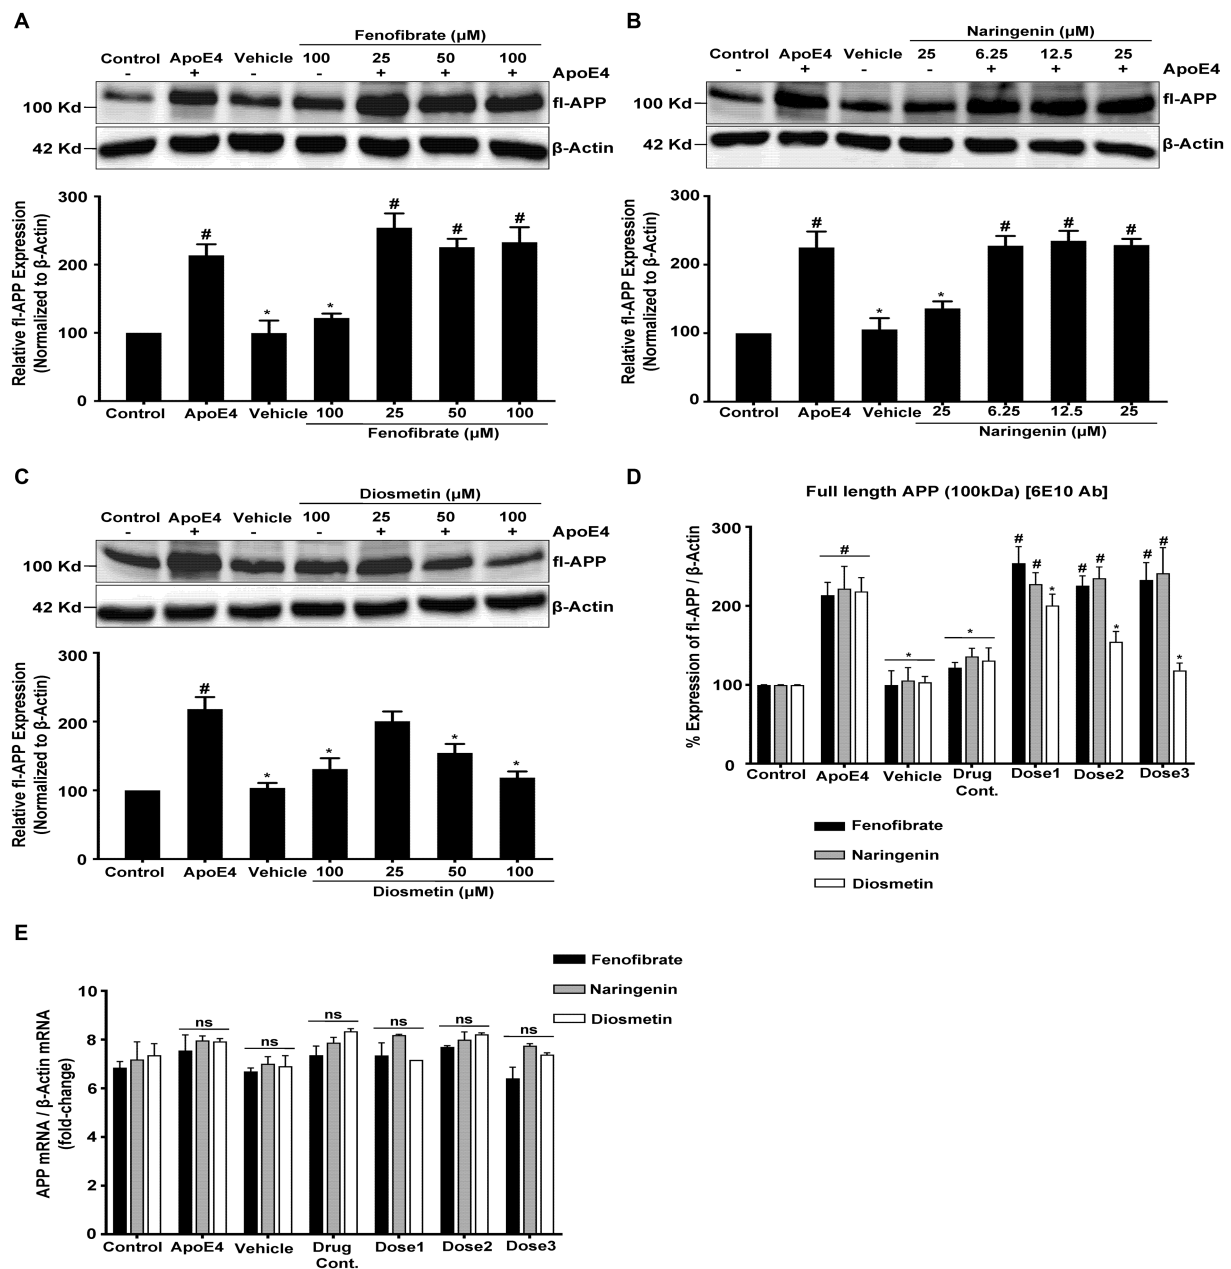 A
Fenofibrate (µM)
Control ApoE4 Vehicle 100 25 50 100
- + - - + + + ApoE4
100 Kd fl-APP
42 Kd β-Actin
Relative fl-APP Expression
(Normalized to β-Actin)
300
200
100
0
# * * # # #
Control ApoE4 Vehicle 100 25 50 100
Fenofibrate (µM)
B
Naringenin (µM)
Control ApoE4 Vehicle 25 6.25 12.5 25
- + - - + + + ApoE4
100 Kd fl-APP
42 Kd β-Actin
Relative fl-APP Expression
(Normalized to β-Actin)
300
200
100
0
# * * # # #
Control ApoE4 Vehicle 25 6.25 12.5 25
Naringenin (µM)
C
Diosmetin (µM)
Control ApoE4 Vehicle 100 25 50 100
- + - - + + + ApoE4
100 Kd fl-APP
42 Kd β-Actin
Relative fl-APP Expression
(Normalized to β-Actin)
300
200
100
0
# * * * *
Control ApoE4 Vehicle 100 25 50 100
Diosmetin (µM)
D
Full length APP (100kDa) [6E10 Ab]
% Expression of fl-APP / β-Actin
300
200
100
0
# * * # # * # # * # # *
Control ApoE4 Vehicle Drug Dose1 Dose2 Dose3
Cont.
Fenofibrate
Naringenin
Diosmetin
E
Fenofibrate
Naringenin
Diosmetin
APP mRNA / β-Actin mRNA
(fold-change)
10
8
6
4
2
0
ns ns ns ns ns ns
Control ApoE4 Vehicle Drug Dose1 Dose2 Dose3
Cont.